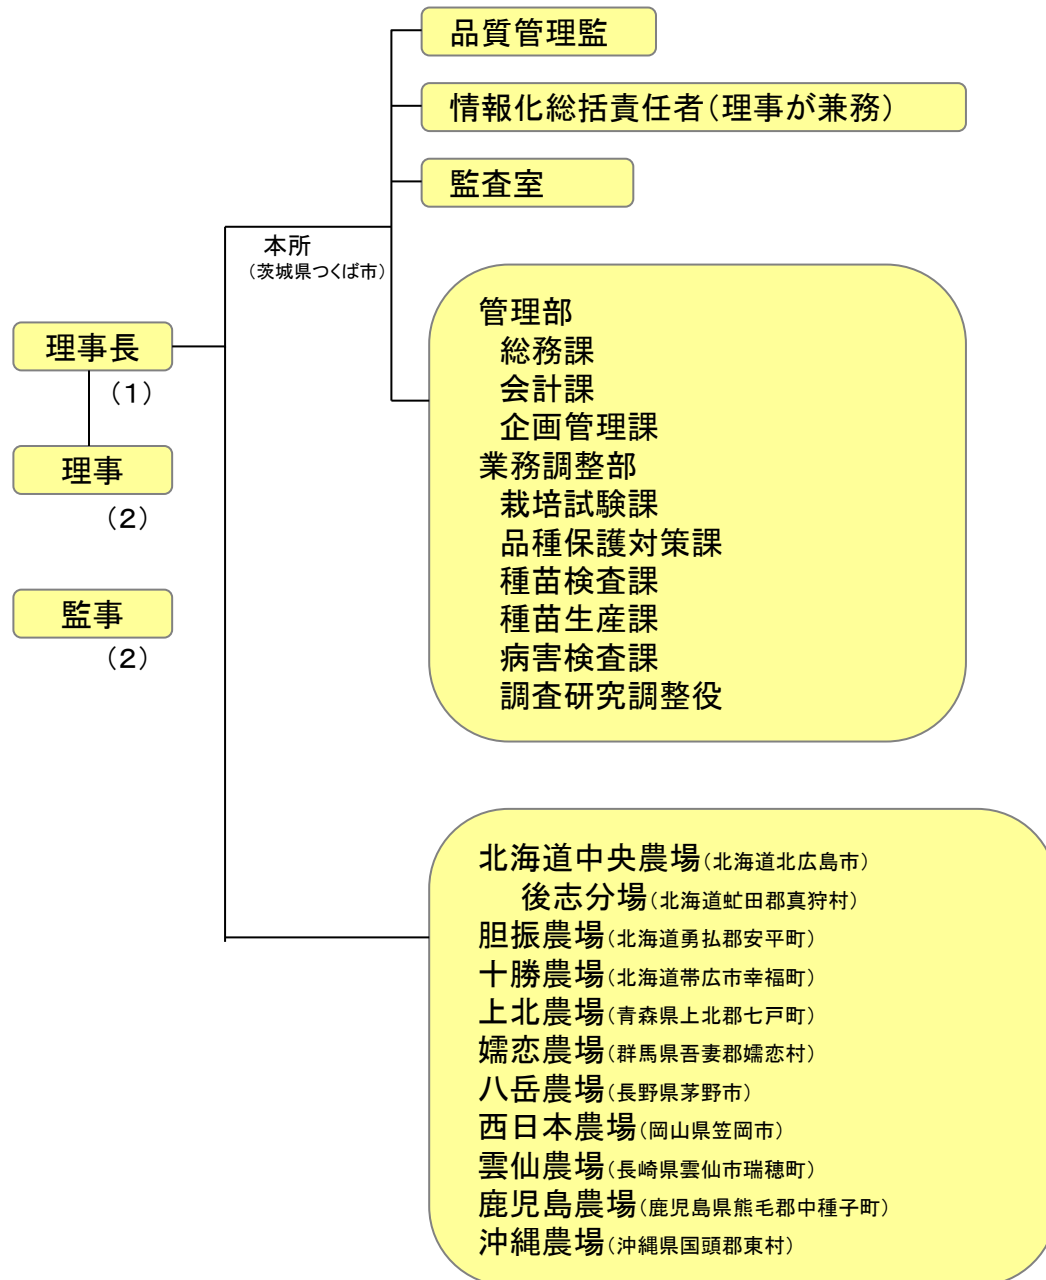 品質管理監
情報化総括責任者(理事が兼務)
監査室
本所
(茨城県つくば市)
理事長
(1)
理事
(2)
監事
(2)
管理部
総務課
会計課
企画管理課
業務調整部
栽培試験課
品種保護対策課
種苗検査課
種苗生産課
病害検査課
調査研究調整役
北海道中央農場(北海道北広島市)
後志分場(北海道虻田郡真狩村)
胆振農場(北海道勇払郡安平町)
十勝農場(北海道帯広市幸福町)
上北農場(青森県上北郡七戸町)
嬬恋農場(群馬県吾妻郡嬬恋村)
八岳農場(長野県茅野市)
西日本農場(岡山県笠岡市)
雲仙農場(長崎県雲仙市瑞穂町)
鹿児島農場(鹿児島県熊毛郡中種子町)
沖縄農場(沖縄県国頭郡東村)